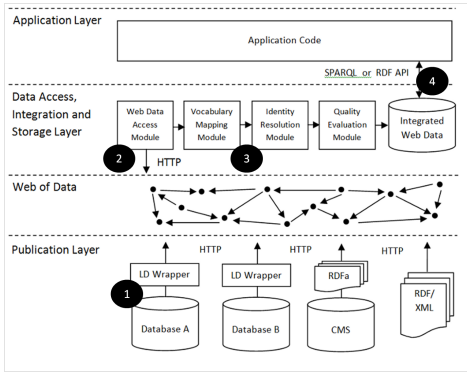 Application Layer
Application Code
SPARQL or RDF API
4
Data Access,
Integration and
Storage Layer
Web Data
Access
Module
Vocabulary
Mapping
Module
Identity
Resolution
Module
Quality
Evaluation
Module
Integrated
Web Data
2
3
HTTP
Web of Data
Publication Layer
HTTP
HTTP
HTTP
LD Wrapper
LD Wrapper
RDFa
RDF/
XML
1
Database A
Database B
CMS